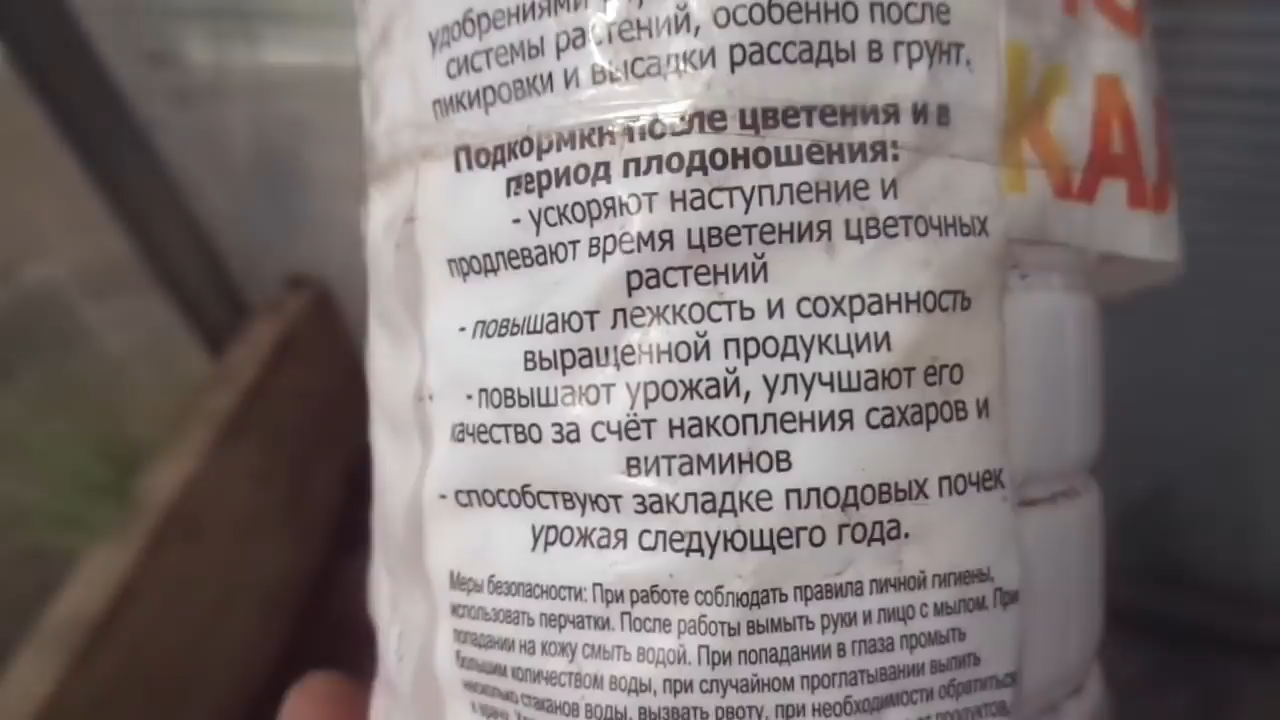 удобрениями
системы растений, особенно после
пикировки и высадки рассады в грунт.
Подкормки после цветения и в
период плодоношения:
- ускоряют наступление и
продлевают время цветения цветочных
растений
- повышают лежкость и сохранность
выращенной продукции
- повышают урожай, улучшают его
качество за счёт накопления сахаров и
витаминов
- способствуют закладке плодовых почек
урожая следующего года.
Меры безопасности: При работе соблюдать правила личной гигиены,
использовать перчатки. После работы вымыть руки и лицо с мылом. При
попадании на кожу смыть водой. При попадании в глаза промыть
большим количеством воды, при случайном проглатывании выпить
несколько стаканов воды, вызвать рвоту, при необходимости обратиться
продуктов,
КАЛ